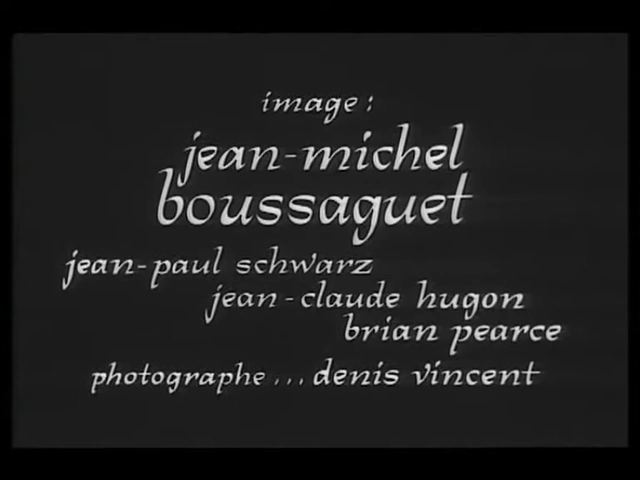 image :
jean-michel
boussaguet
jean-paul schwarz
jean-claude hugon
brian pearce
photographe ... denis vincent